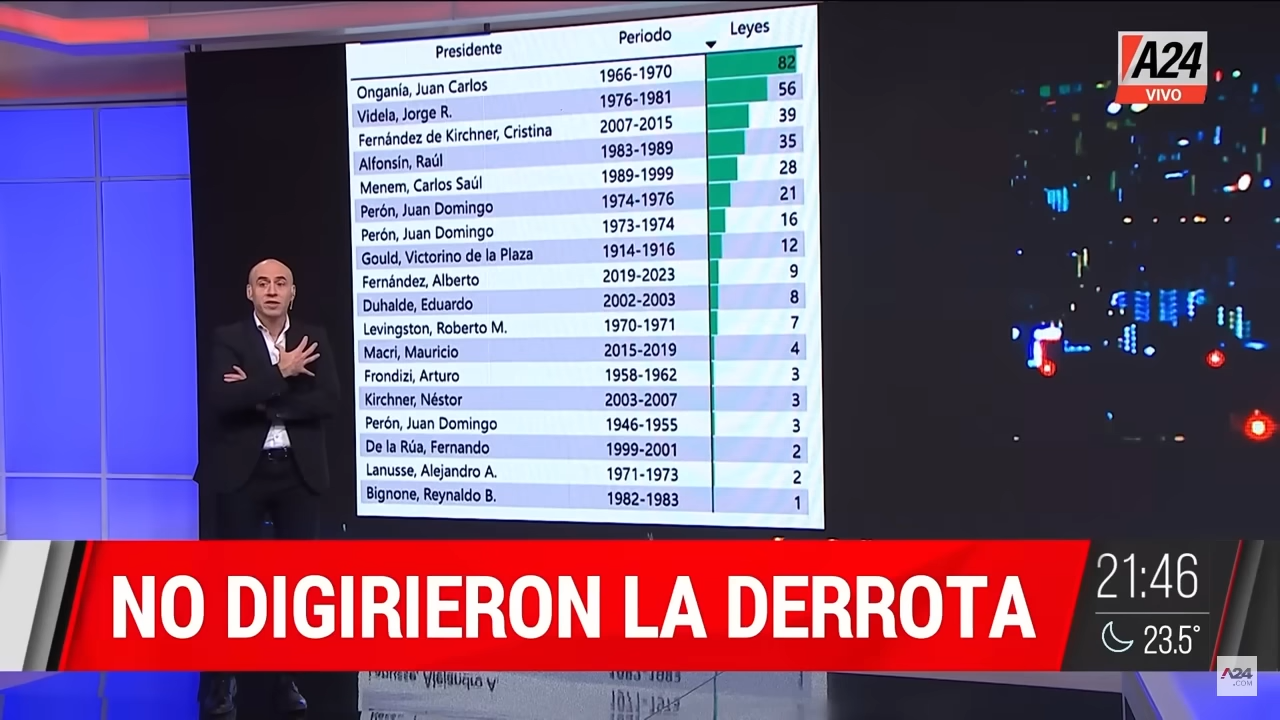 Presidente Periodo Leyes
Onganía, Juan Carlos 1966-1970 82
Videla, Jorge R. 1976-1981 56
Fernández de Kirchner, Cristina 2007-2015 39
Alfonsín, Raúl 1983-1989 35
Menem, Carlos Saúl 1989-1999 28
Perón, Juan Domingo 1974-1976 21
Perón, Juan Domingo 1973-1974 16
Gould, Victorino de la Plaza 1914-1916 12
Fernández, Alberto 2019-2023 9
Duhalde, Eduardo 2002-2003 8
Levingston, Roberto M. 1970-1971 7
Macri, Mauricio 2015-2019 4
Frondizi, Arturo 1958-1962 3
Kirchner, Néstor 2003-2007 3
Perón, Juan Domingo 1946-1955 3
De la Rúa, Fernando 1999-2001 2
Lanusse, Alejandro A. 1971-1973 2
Bignone, Reynaldo B. 1982-1983 1
A24
VIVO
NO DIGIRIERON LA DERROTA
21:46
23.5°
A24
.COM